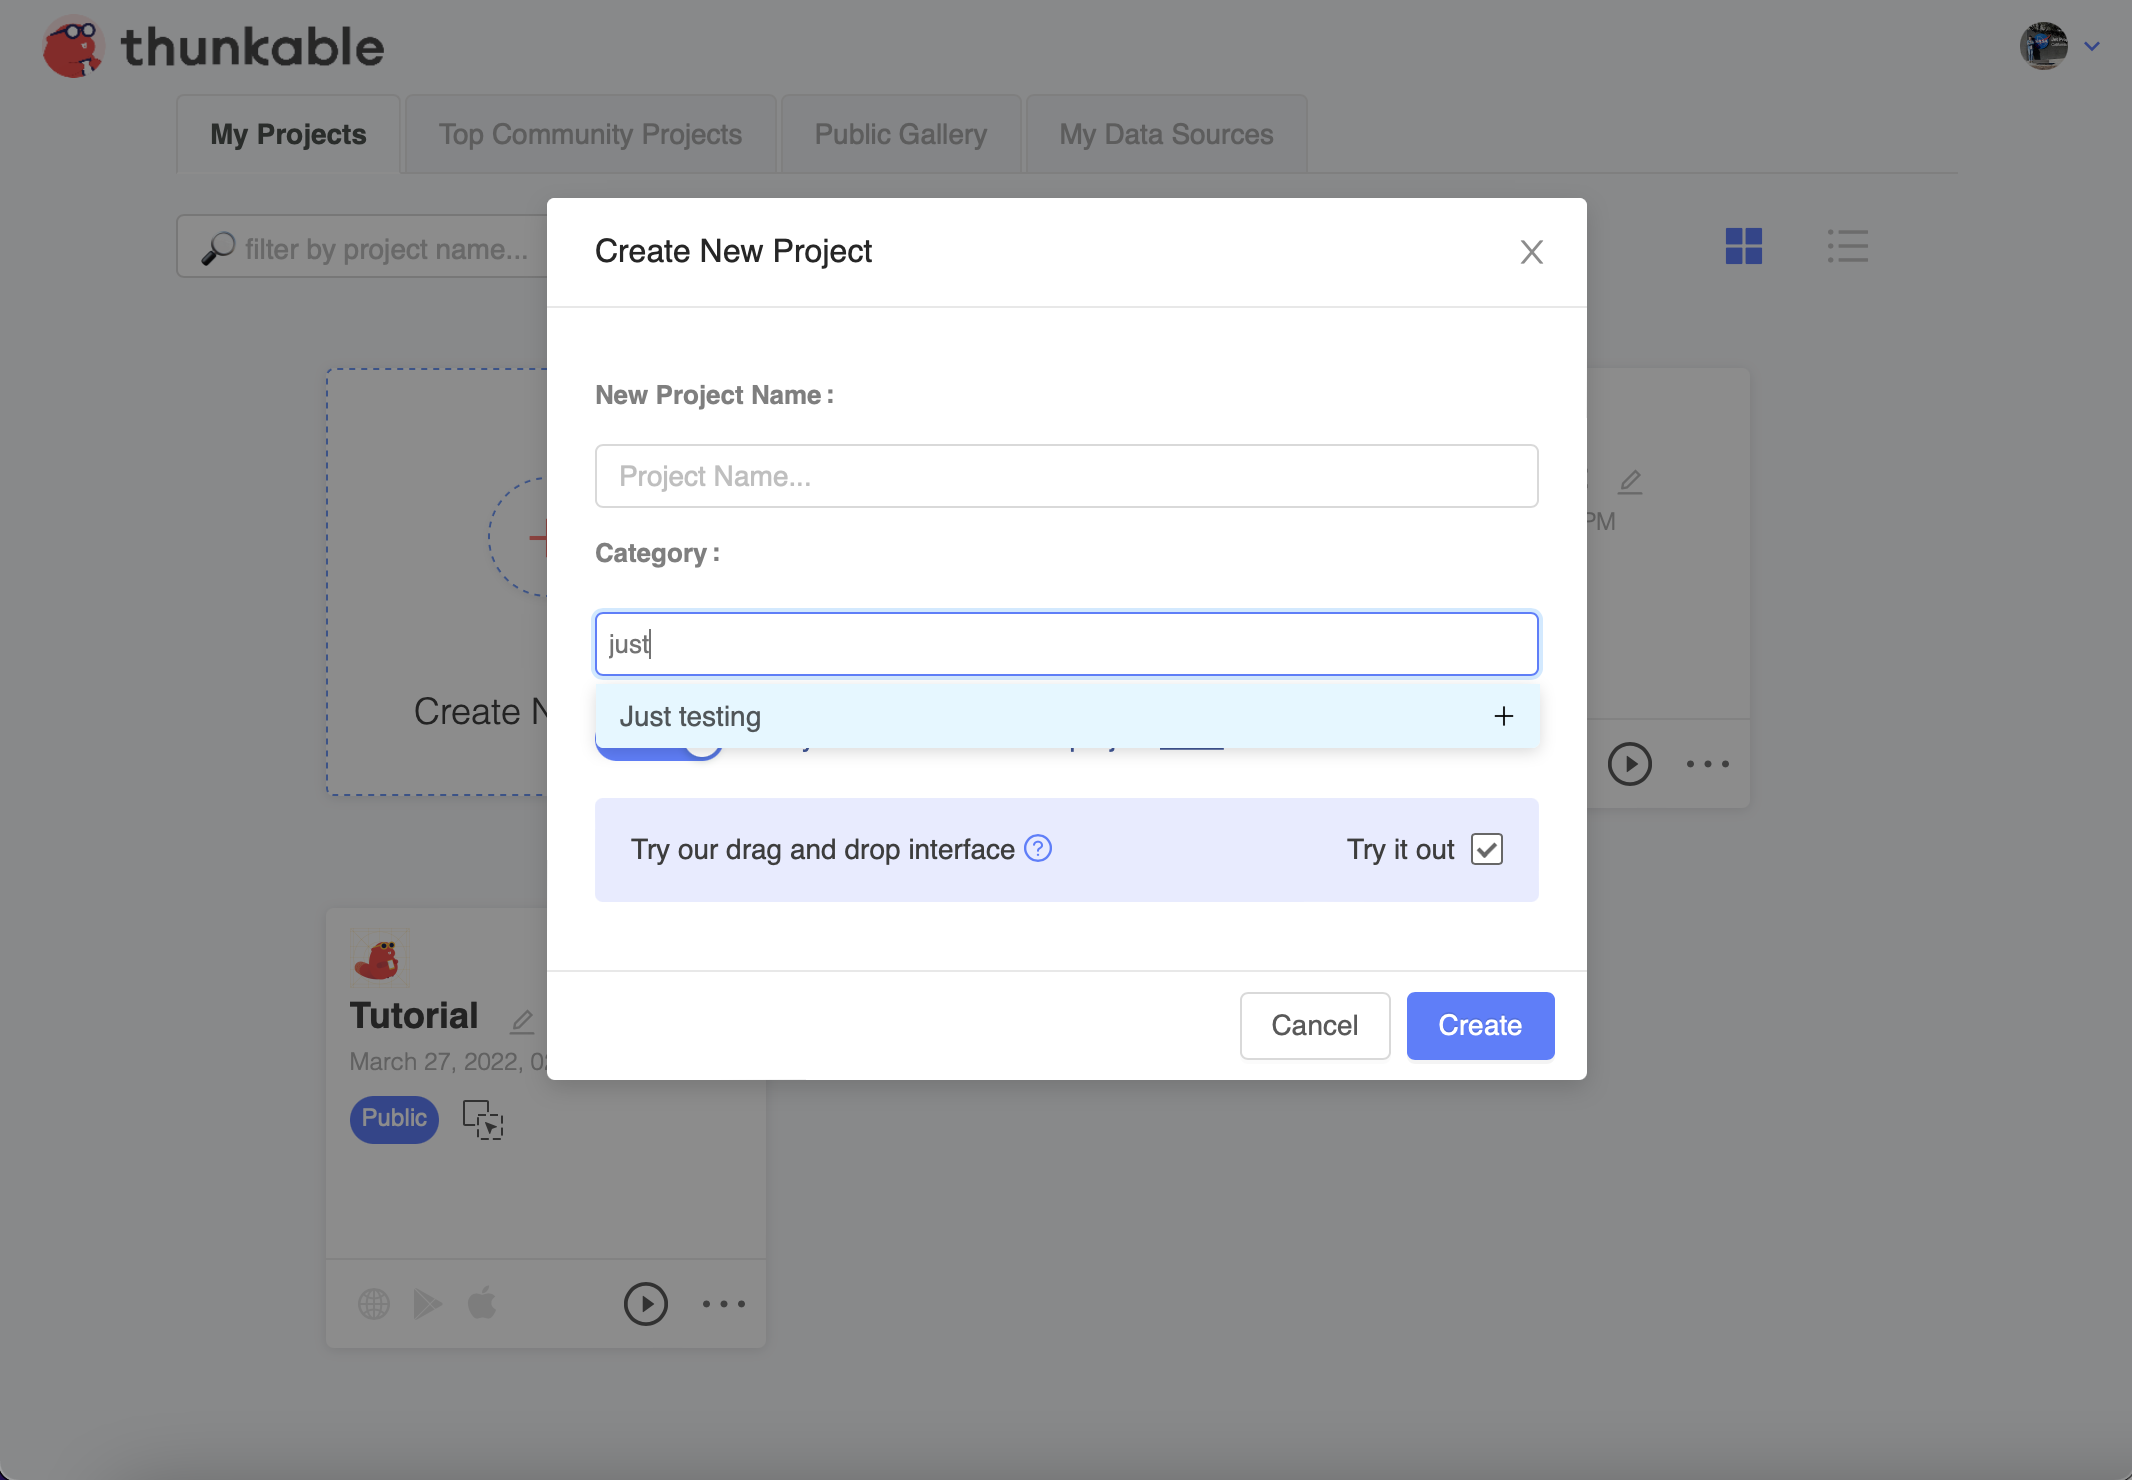 thunkable
My Projects
Top Community Projects
Public Gallery
My Data Sources
filter by project name...
Create New Project
New Project Name :
Project Name...
Category :
just
Just testing
Try our drag and drop interface
Try it out
Cancel
Create
Create
PM
Tutorial
March 27, 2022,
Public